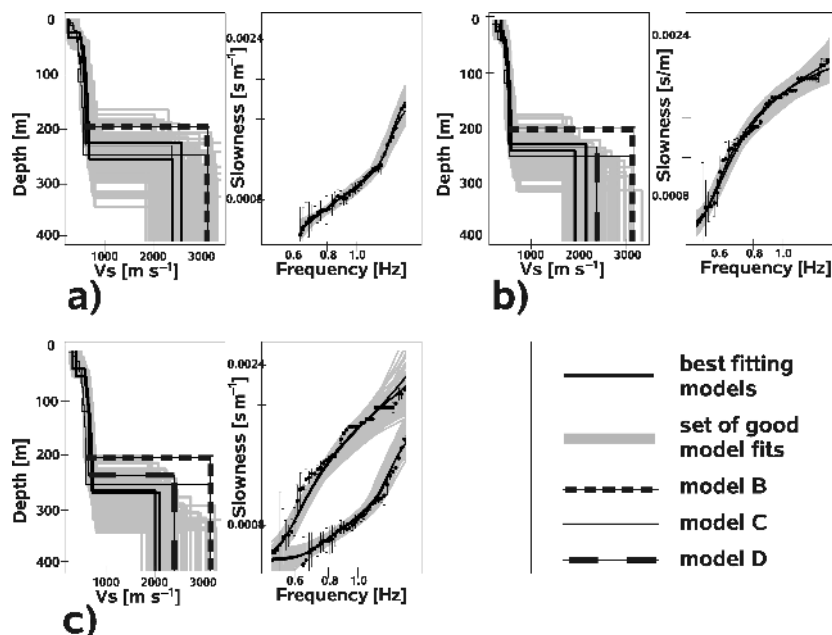 0
100
200
300
400
Depth [m]
1000 2000 3000
Vs [m s⁻¹]
a)
0.0024
Slowness [s m⁻¹]
0.0008
0.6 0.8 1.0
Frequency [Hz]
0
100
200
300
400
Depth [m]
1000 2000 3000
Vs [m s⁻¹]
b)
0.0024
Slowness [s/m]
0.0008
0.6 0.8 1.0
Frequency [Hz]
0
100
200
300
400
Depth [m]
1000 2000 3000
Vs [m s⁻¹]
c)
0.0024
Slowness [s m⁻¹]
0.0008
0.6 0.8 1.0
Frequency [Hz]
best fitting
models
set of good
model fits
model B
model C
model D